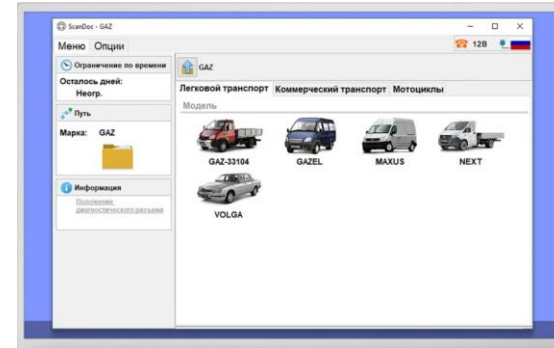 ScanDoc - GAZ
Меню Опции
12В
Ограничение по времени
Осталось дней:
Неогр.
Путь
Марка: GAZ
Информация
Положение
диагностического разъема
GAZ
Легковой транспорт Коммерческий транспорт Мотоциклы
Модель
GAZ-33104 GAZEL MAXUS NEXT
VOLGA